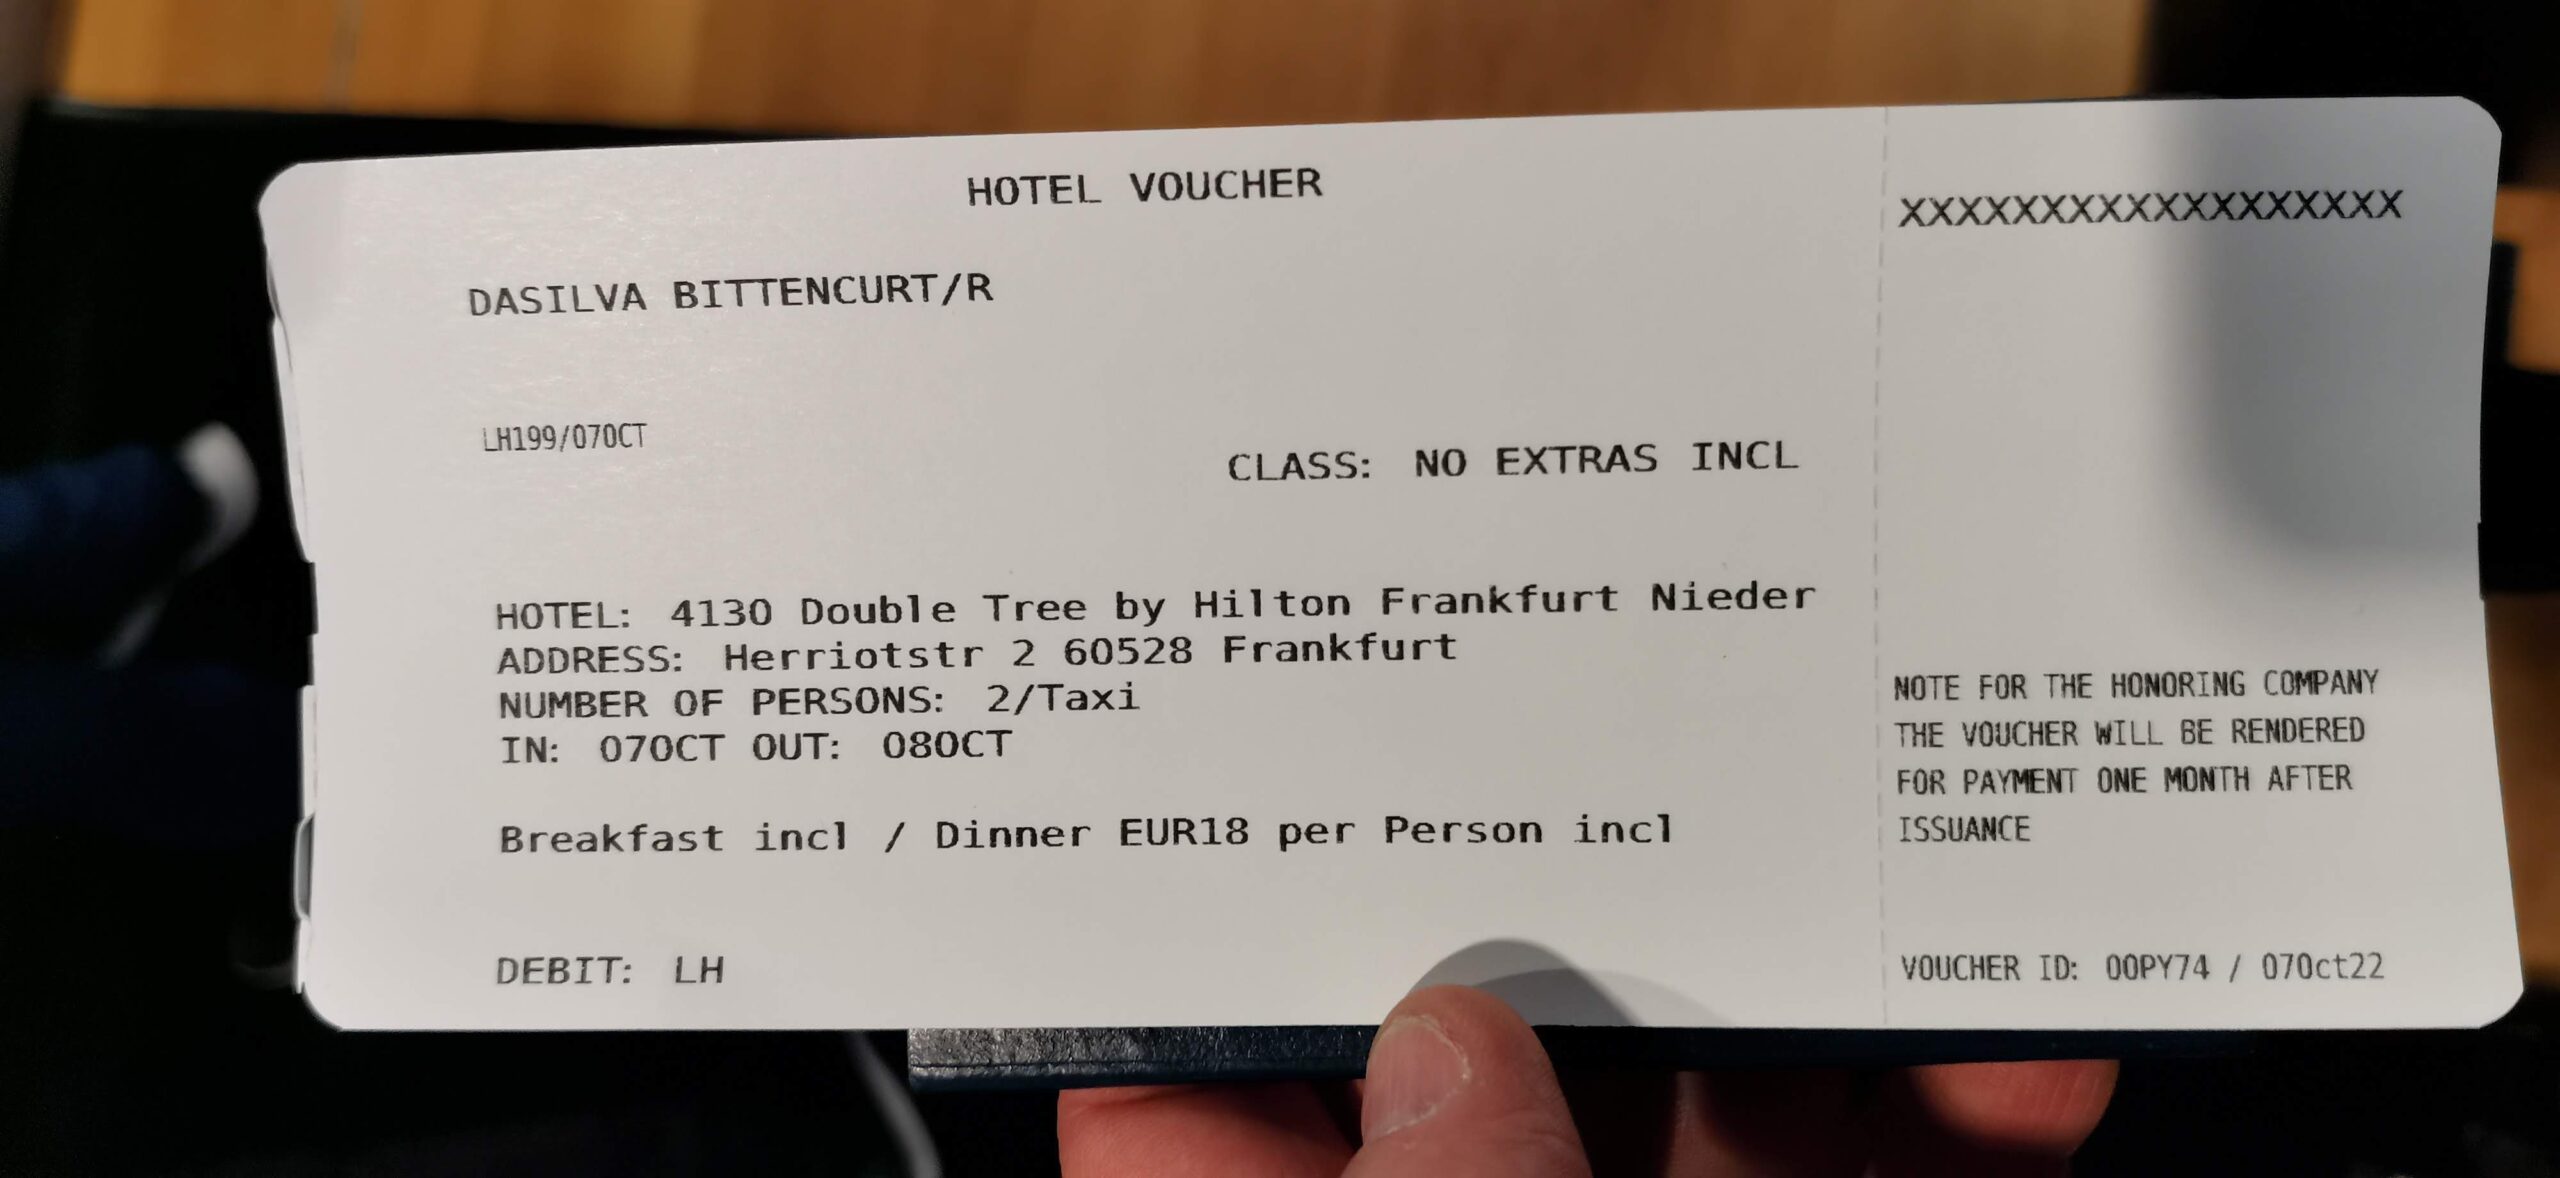 HOTEL VOUCHER
XXXXXXXXXXXXXXXXXX
DASILVA BITTENCURT/R
LH199/07OCT
CLASS: NO EXTRAS INCL
HOTEL: 4130 Double Tree by Hilton Frankfurt Nieder
ADDRESS: Herriotstr 2 60528 Frankfurt
NUMBER OF PERSONS: 2/Taxi
IN: 07OCT OUT: 08OCT
Breakfast incl / Dinner EUR18 per Person incl
DEBIT: LH
NOTE FOR THE HONORING COMPANY
THE VOUCHER WILL BE RENDERED
FOR PAYMENT ONE MONTH AFTER
ISSUANCE
VOUCHER ID: 00PY74 / 07Oct22